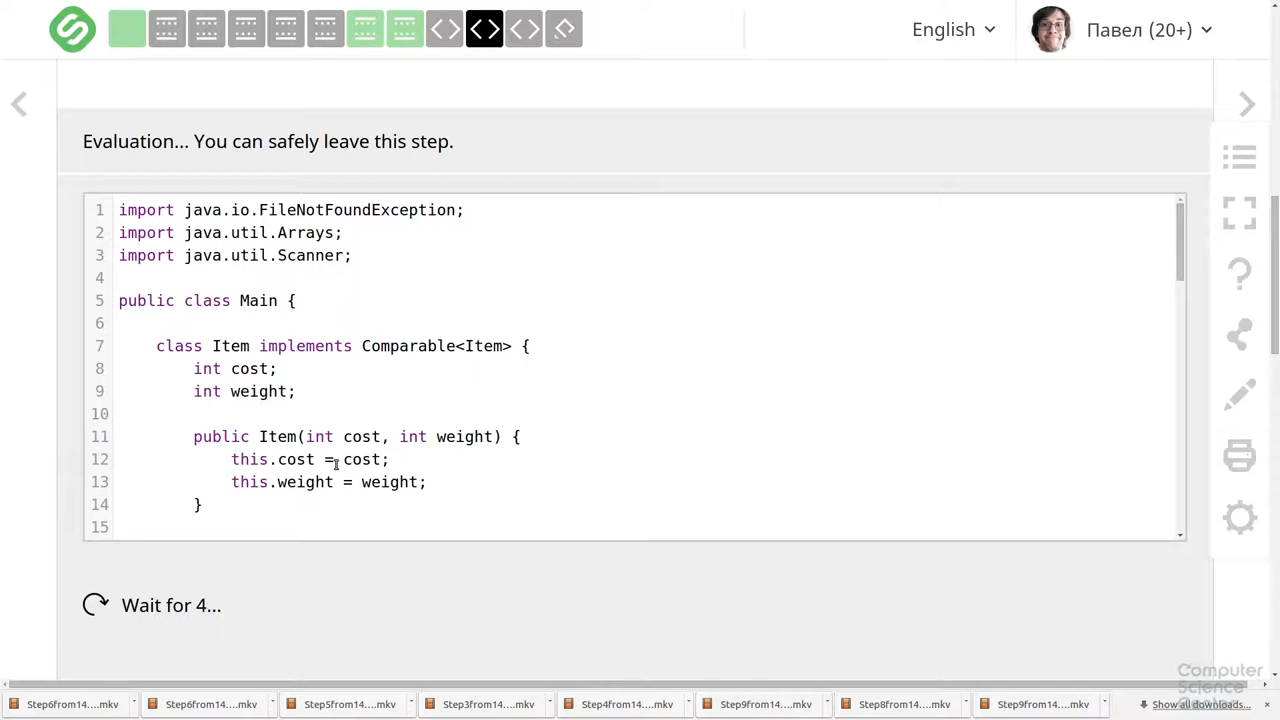 English
Павел (20+)
Evaluation... You can safely leave this step.
1 import java.io.FileNotFoundException;
2 import java.util.Arrays;
3 import java.util.Scanner;
4
5 public class Main {
6
7 class Item implements Comparable<Item> {
8 int cost;
9 int weight;
10
11 public Item(int cost, int weight) {
12 this.cost = cost;
13 this.weight = weight;
14 }
15
Wait for 4...
Computer
Science
Step6from14....mkv
Step6from14....mkv
Step5from14....mkv
Step3from14....mkv
Step4from14....mkv
Step9from14....mkv
Step8from14....mkv
Step9from14....mkv
Show all downloads...